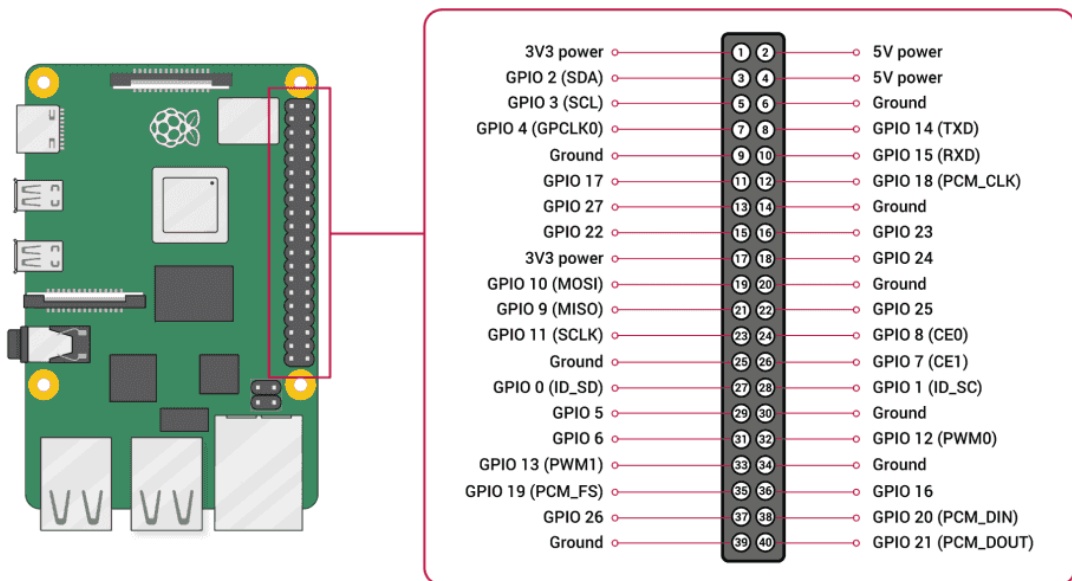 3V3 power 1 2 5V power
GPIO 2 (SDA) 3 4 5V power
GPIO 3 (SCL) 5 6 Ground
GPIO 4 (GPCLK0) 7 8 GPIO 14 (TXD)
Ground 9 10 GPIO 15 (RXD)
GPIO 17 11 12 GPIO 18 (PCM_CLK)
GPIO 27 13 14 Ground
GPIO 22 15 16 GPIO 23
3V3 power 17 18 GPIO 24
GPIO 10 (MOSI) 19 20 Ground
GPIO 9 (MISO) 21 22 GPIO 25
GPIO 11 (SCLK) 23 24 GPIO 8 (CE0)
Ground 25 26 GPIO 7 (CE1)
GPIO 0 (ID_SD) 27 28 GPIO 1 (ID_SC)
GPIO 5 29 30 Ground
GPIO 6 31 32 GPIO 12 (PWM0)
GPIO 13 (PWM1) 33 34 Ground
GPIO 19 (PCM_FS) 35 36 GPIO 16
GPIO 26 37 38 GPIO 20 (PCM_DIN)
Ground 39 40 GPIO 21 (PCM_DOUT)